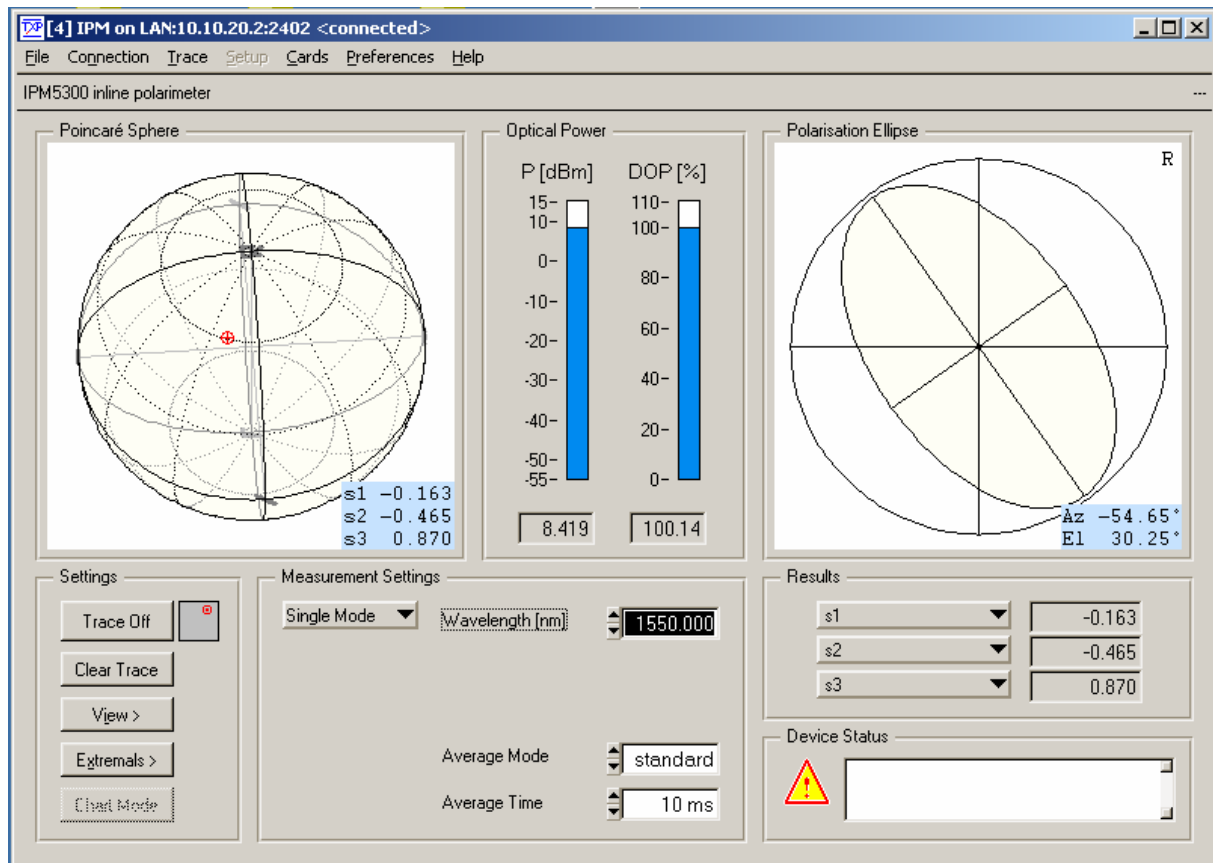 TXP [4] IPM on LAN:10.10.20.2:2402 <connected>
File Connection Trace Setup Cards Preferences Help
IPM5300 inline polarimeter ---
Poincaré Sphere
s1 -0.163
s2 -0.465
s3 0.870
Optical Power
P [dBm] DOP [%]
15- 110-
10- 100-
0- 80-
-10- 60-
-20- 40-
-30- 20-
-40- 0-
-50-
-55-
8.419 100.14
Polarisation Ellipse
R
Az -54.65°
El 30.25°
Settings
Trace Off
Clear Trace
View >
Extremals >
Chart Mode
Measurement Settings
Single Mode Wavelength [nm] 1550.000
Average Mode standard
Average Time 10 ms
Results
s1 -0.163
s2 -0.465
s3 0.870
Device Status
!